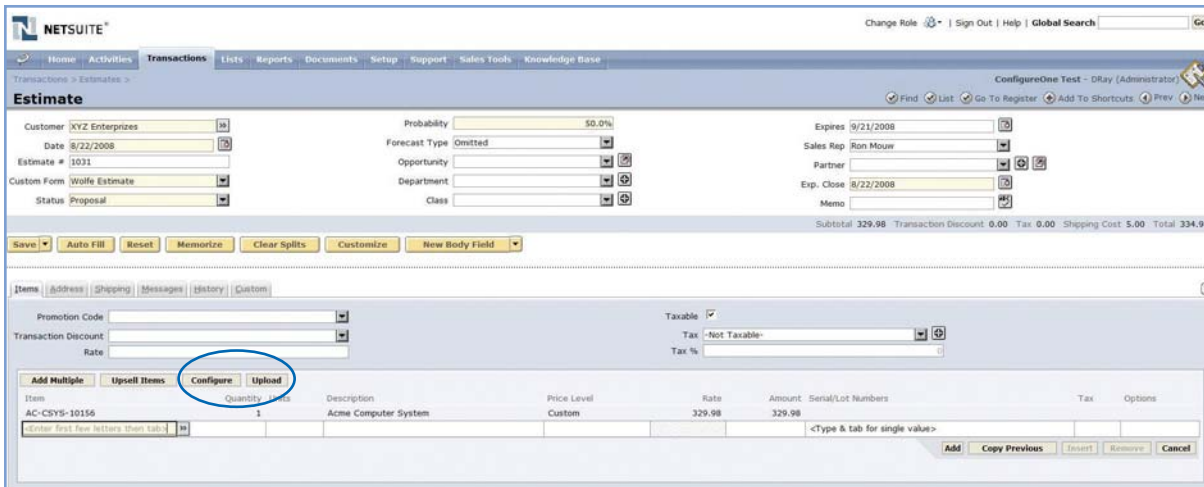 NETSUITE®
Change Role | Sign Out | Help | Global Search
Home Activities Transactions Lists Reports Documents Setup Support Sales Tools Knowledge Base
Transactions > Estimates >
ConfigureOne Test - DRay (Administrator)
Estimate
Find List Go To Register Add To Shortcuts Prev
Customer XYZ Enterprizes
Date 8/22/2008
Estimate # 1031
Custom Form Wolfe Estimate
Status Proposal
Probability 50.0%
Forecast Type Omitted
Opportunity
Department
Class
Expires 9/21/2008
Sales Rep Ron Mouw
Partner
Exp. Close 8/22/2008
Memo
Subtotal 329.98 Transaction Discount 0.00 Tax 0.00 Shipping Cost 5.00 Total 334.9
Save Auto Fill Reset Memorize Clear Splits Customize New Body Field
Items Address Shipping Messages History Custom
Promotion Code
Transaction Discount
Rate
Taxable
Tax -Not Taxable-
Tax %
Add Multiple Upsell Items Configure Upload
Item Quantity Units Description Price Level Rate Amount Serial/Lot Numbers Tax Options
AC-CSYS-10156 1 Acme Computer System Custom 329.98 329.98
<Enter first few letters then tab> <Type & tab for single value>
Add Copy Previous Insert Remove Cancel